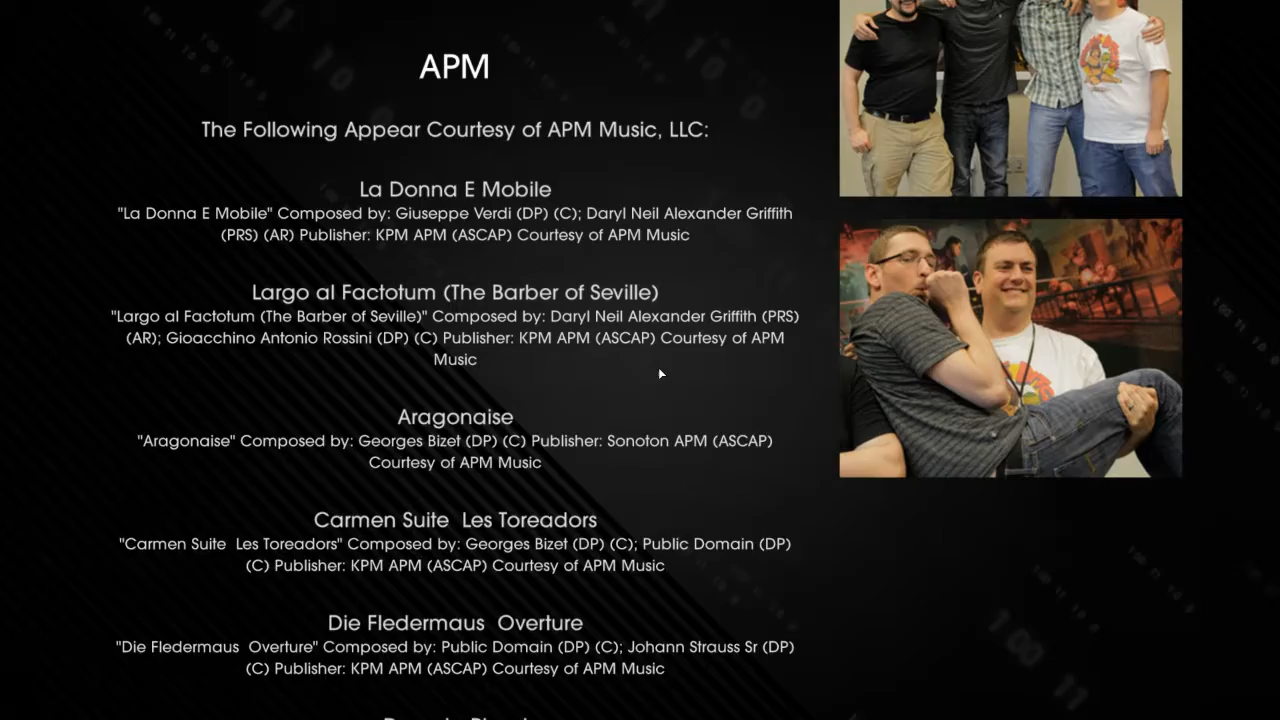 APM
The Following Appear Courtesy of APM Music, LLC:
La Donna E Mobile
"La Donna E Mobile" Composed by: Giuseppe Verdi (DP) (C); Daryl Neil Alexander Griffith
(PRS) (AR) Publisher: KPM APM (ASCAP) Courtesy of APM Music
Largo al Factotum (The Barber of Seville)
"Largo al Factotum (The Barber of Seville)" Composed by: Daryl Neil Alexander Griffith (PRS)
(AR); Gioacchino Antonio Rossini (DP) (C) Publisher: KPM APM (ASCAP) Courtesy of APM
Music
Aragonaise
"Aragonaise" Composed by: Georges Bizet (DP) (C) Publisher: Sonoton APM (ASCAP)
Courtesy of APM Music
Carmen Suite  Les Toreadors
"Carmen Suite  Les Toreadors" Composed by: Georges Bizet (DP) (C); Public Domain (DP)
(C) Publisher: KPM APM (ASCAP) Courtesy of APM Music
Die Fledermaus  Overture
"Die Fledermaus  Overture" Composed by: Public Domain (DP) (C); Johann Strauss Sr (DP)
(C) Publisher: KPM APM (ASCAP) Courtesy of APM Music